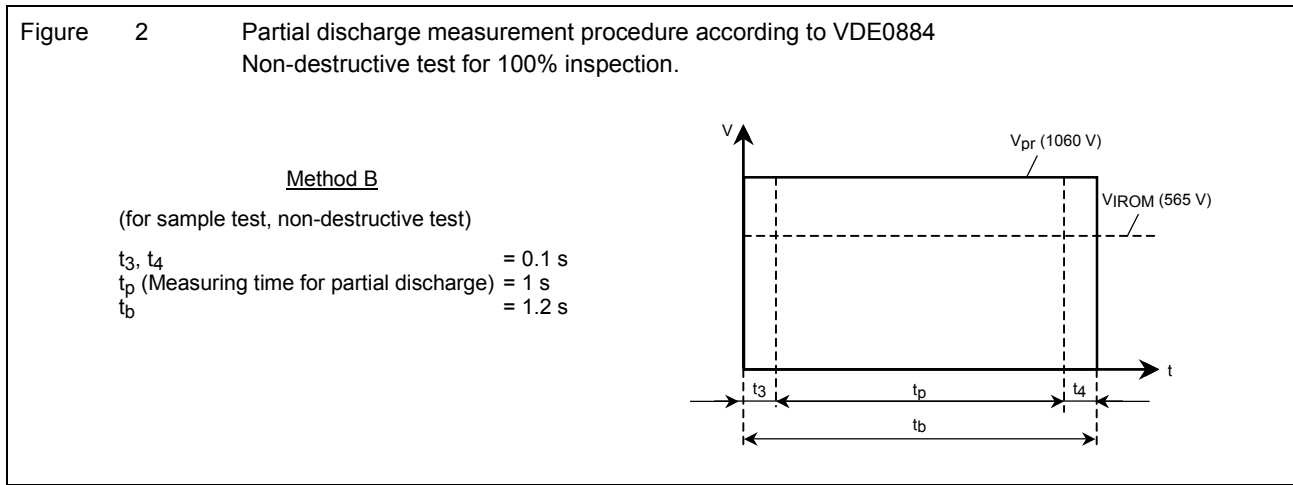 Figure 2 Partial discharge measurement procedure according to VDE0884
Non-destructive test for 100% inspection.
Method B
(for sample test, non-destructive test)
t3, t4 = 0.1 s
tp (Measuring time for partial discharge) = 1 s
tb = 1.2 s
V
Vpr (1060 V)
VIROM (565 V)
t
t3 tp t4
tb